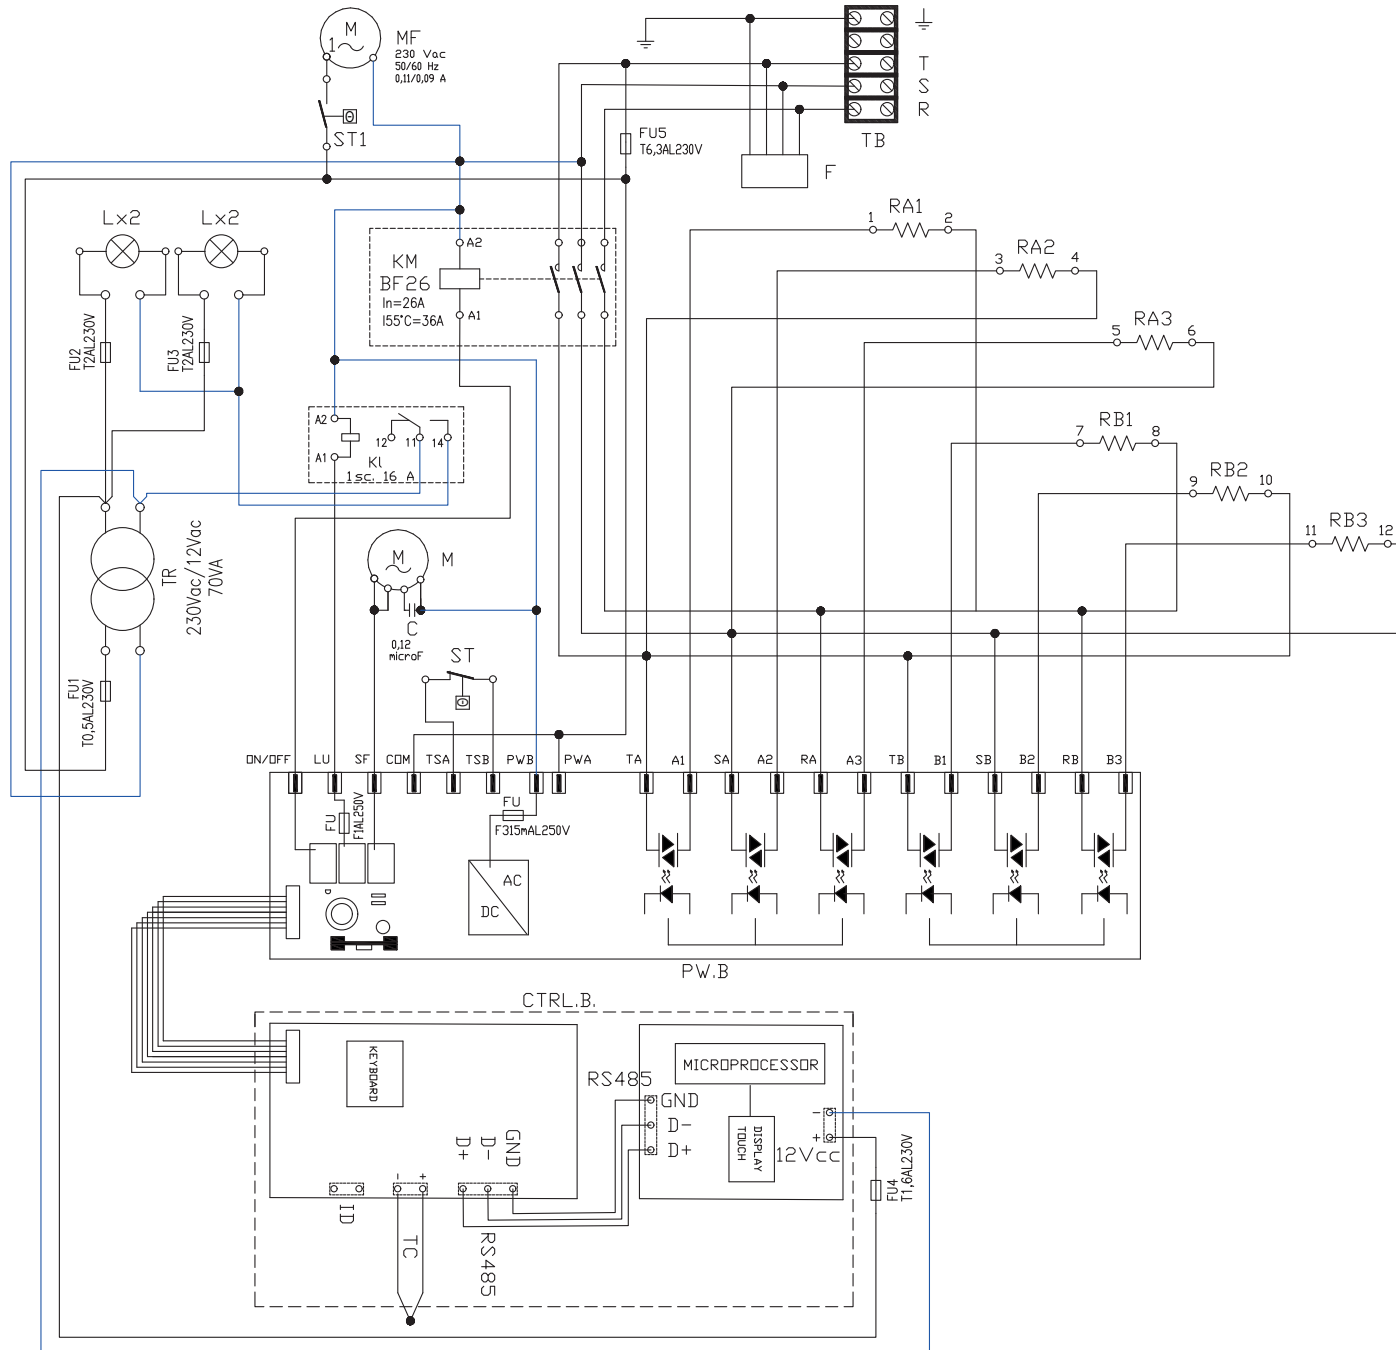 M
1
MF
230 Vac
50/60 Hz
0,11/0,09 A
ST1
T
S
R
TB
F
FU5
T6,3AL230V
Lx2
Lx2
FU2
T2AL230V
FU3
T2AL230V
KM
BF26
In=26A
I55°C=36A
A2
A1
RA1
1
2
RA2
3
4
RA3
5
6
RB1
7
8
RB2
9
10
RB3
11
12
A2
A1
12
11
14
K1
1sc. 16 A
TR
230Vac/12Vac
70VA
M
M
C
0,12
microF
ST
FU1
T0,5AL230V
ON/OFF
LU
SF
COM
TSA
TSB
PWB
PWA
TA
A1
SA
A2
RA
A3
TB
B1
SB
B2
RB
B3
FU
F1AL250V
FU
F315mAL250V
AC
DC
D
PW.B
CTRL.B.
KEYBOARD
MICROPROCESSOR
DISPLAY
TOUCH
RS485
GND
D-
D+
-
+
12Vcc
FU4
T1,6AL230V
D+
D-
GND
-
+
ID
TC
RS485